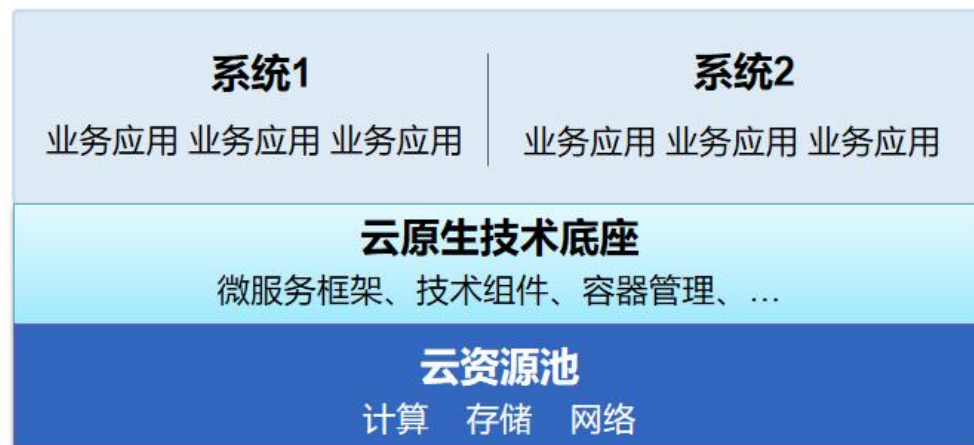 系统1
业务应用 业务应用 业务应用
系统2
业务应用 业务应用 业务应用
云原生技术底座
微服务框架、技术组件、容器管理、…
云资源池
计算 存储 网络